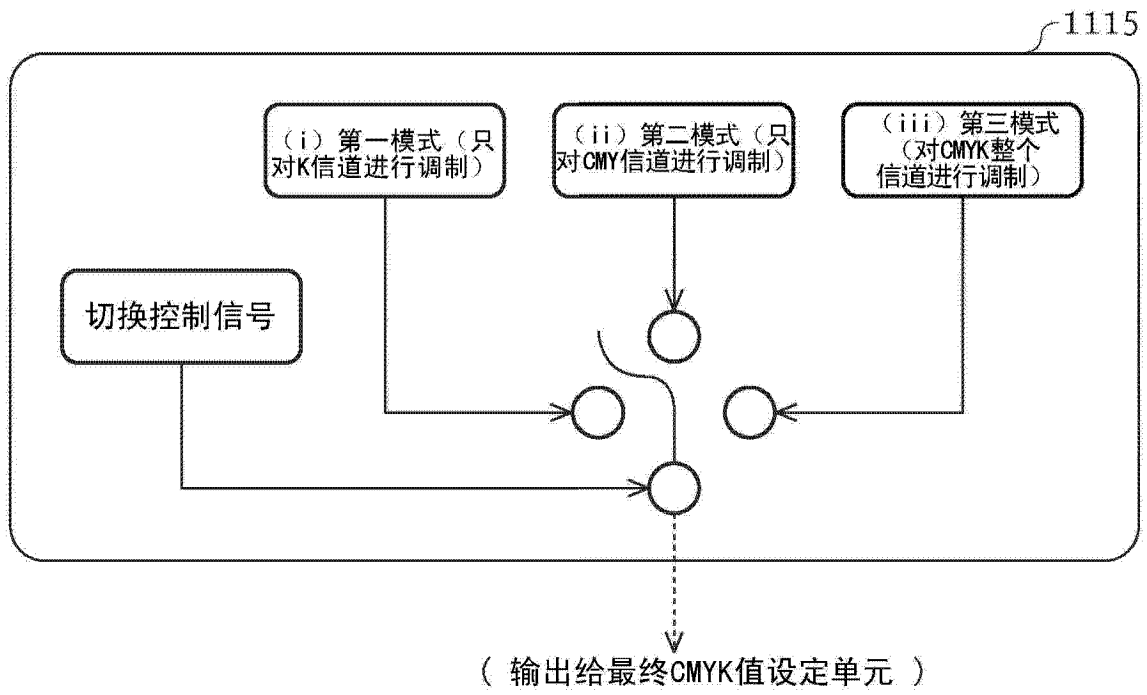 1115
（i）第一模式（只
对K信道进行调制）
（ii）第二模式（只
对CMY信道进行调制）
（iii）第三模式
（对CMYK整个
信道进行调制）
切换控制信号
( 输出给最终CMYK值设定单元 )